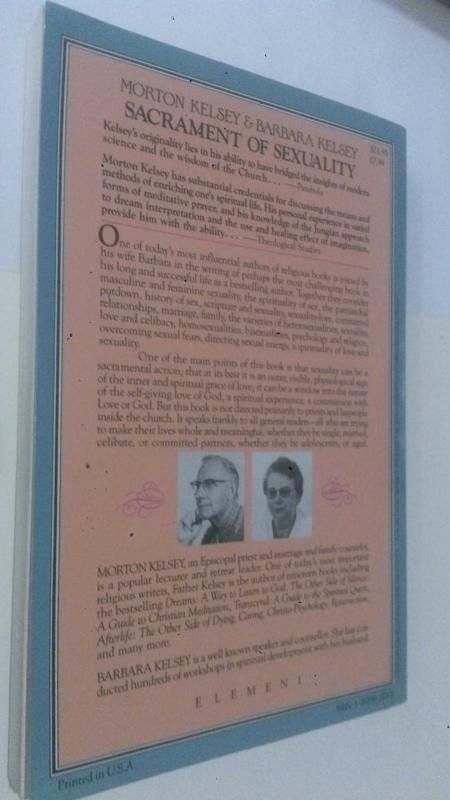 MORTON KELSEY & BARBARA KELSEY
SACRAMENT OF SEXUALITY
$11.95
£7.99
Kelsey's originality lies in his ability to have bridged the insights of modern
science and the wisdom of the Church. . . —Parabola
Morton Kelsey has substantial credentials for discussing the means and
methods of enriching one's spiritual life. His personal experience in varied
forms of meditative prayer, and his knowledge of the Jungian approach
to dream interpretation and the use and healing effect of imagination,
provide him with the ability. . . —Theological Studies
One of today's most influential authors of religious books is joined by
his wife Barbara in the writing of perhaps the most challenging book in
his long and successful life as a bestselling author. Together they consider
masculine and feminine sexuality, the spirituality of sex, the patriarchal
putdown, history of sex, scripture and sexuality, sexuality-love, committed
relationships, marriage, family, the varieties of heterosexualities, sexuality,
love and celibacy, homosexualities, bisexualities, psychology and religion,
overcoming sexual fears, directing sexual energy, a spirituality of love and
sexuality.
One of the main points of this book is that sexuality can be a
sacramental action; that at its best it is an outer, visible, physiological sign
of the inner and spiritual grace of love; it can be a window into the nature
of the self-giving love of God, a spiritual experience, a communion with
Love or God. But this book is not directed primarily to priests and laypeople
inside the church. It speaks frankly to all general readers—all who are trying
to make their lives whole and meaningful, whether they be single, married,
celibate, or committed partners, whether they be adolescents, or aged.
MORTON KELSEY, an Episcopal priest and marriage and family counselor,
is a popular lecturer and retreat leader. One of today's most important
religious writers, Father Kelsey is the author of nineteen books including
the bestselling Dreams: A Way to Listen to God, The Other Side of Silence:
A Guide to Christian Meditation, Transcend: A Guide to the Spiritual Quest,
Afterlife: The Other Side of Dying, Caring, Christo-Psychology, Resurrection,
and many more.
BARBARA KELSEY is a well known speaker and counsellor. She has con-
ducted hundreds of workshops in spiritual development with her husband.
ELEMENT
ISBN
Printed in U.S.A.